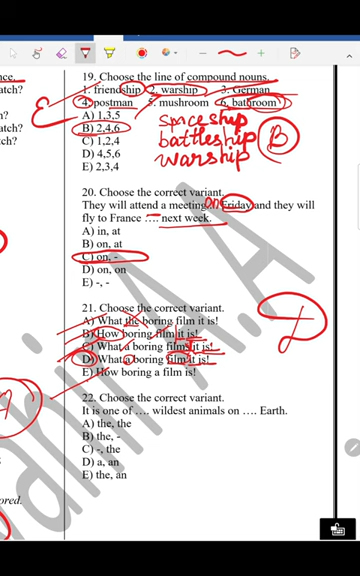 nce.
atch?
n?
atch?
ct?
19. Choose the line of compound nouns.
1. friendship 2. warship 3. German
4. postman 5. mushroom 6. bathroom
A) 1,3,5
B) 2,4,6
C) 1,2,4
D) 4,5,6
E) 2,3,4
spaceship
battleship
warship
B
20. Choose the correct variant.
They will attend a meeting on Friday and they will
fly to France .... next week.
A) in, at
B) on, at
C) on, -
D) on, on
E) -, -
21. Choose the correct variant.
A) What the boring film it is!
B) How boring film it is!
C) What a boring films it is!
D) What a boring film it is!
E) How boring a film is!
D
22. Choose the correct variant.
It is one of .... wildest animals on .... Earth.
A) the, the
B) the, -
C) -, the
D) a, an
E) the, an
A
ored.